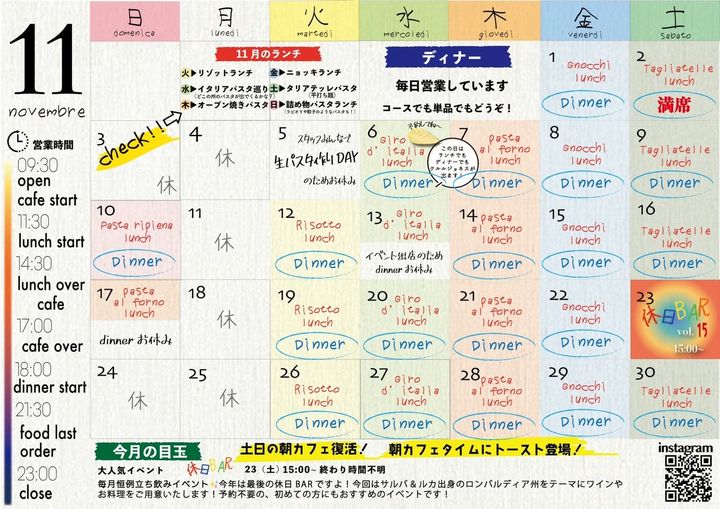 11
novembre
営業時間
09:30
open
cafe start
11:30
lunch start
14:30
lunch over
cafe
17:00
cafe over
18:00
dinner start
21:30
food last
order
23:00
close
日
domenica
月
lunedì
火
martedì
水
mercoledì
木
giovedì
金
venerdì
土
sabato
11月のランチ
火▶リゾットランチ
金▶ニョッキランチ
水▶イタリアパスタ巡り
(どこの州のパスタが出てくるかな?)
土▶タリアテッレパスタ
(平打ち麺)
木▶オーブン焼きパスタ
日▶詰め物パスタランチ
(ラビオリや餃子のようなパスタも!)
ディナー
毎日営業しています
コースでも単品でもどうぞ!
1
Gnocchi
lunch
Dinner
2
Tagliatelle
lunch
満席
3
check!!
休
4
休
5
スタッフみんなで
生パスタ作りDAY
のためお休み
6
Giro
d'italia
lunch
Dinner
この日は
ランチでも
ディナーでも
クルルジョネスが
出ます!
7
pasta
al forno
lunch
Dinner
8
Gnocchi
lunch
Dinner
9
Tagliatelle
lunch
Dinner
10
Pasta ripiena
lunch
Dinner
11
休
12
Risotto
lunch
Dinner
13
Giro
d'italia
lunch
イベント出店のため
dinnerお休み
14
pasta
al forno
lunch
Dinner
15
Gnocchi
lunch
Dinner
16
Tagliatelle
lunch
Dinner
17
pasta
al forno
lunch
dinnerお休み
18
休
19
Risotto
lunch
Dinner
20
Giro
d'italia
lunch
Dinner
21
pasta
al forno
lunch
Dinner
22
Gnocchi
lunch
Dinner
23
休日BAR
vol.15
15:00~
24
休
25
休
26
Risotto
lunch
Dinner
27
Giro
d'italia
lunch
Dinner
28
pasta
al forno
lunch
Dinner
29
Gnocchi
lunch
Dinner
30
Tagliatelle
lunch
Dinner
今月の目玉
土日の朝カフェ復活!
朝カフェタイムにトースト登場!
大人気イベント
休日BAR
23(土)15:00~ 終わり時間不明
毎月恒例立ち飲みイベント✨今年は最後の休日BARですよ!今回はサルバ&ルカ出身のロンバルディア州をテーマにワインや
お料理をご用意いたします!予約不要の、初めての方にもおすすめのイベントです!
instagram